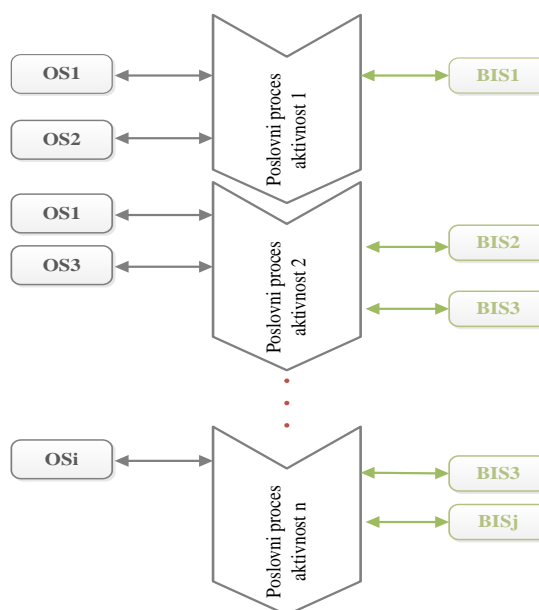 OS1
Poslovni proces
aktivnost 1
BIS1
OS2
OS1
OS3
Poslovni proces
aktivnost 2
BIS2
BIS3
OSi
Poslovni proces
aktivnost n
BIS3
BISj